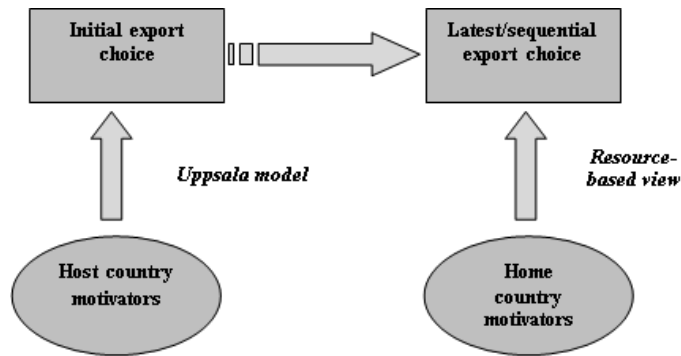 Initial export
choice
Latest/sequential
export choice
Uppsala model
Resource-
based view
Host country
motivators
Home
country
motivators